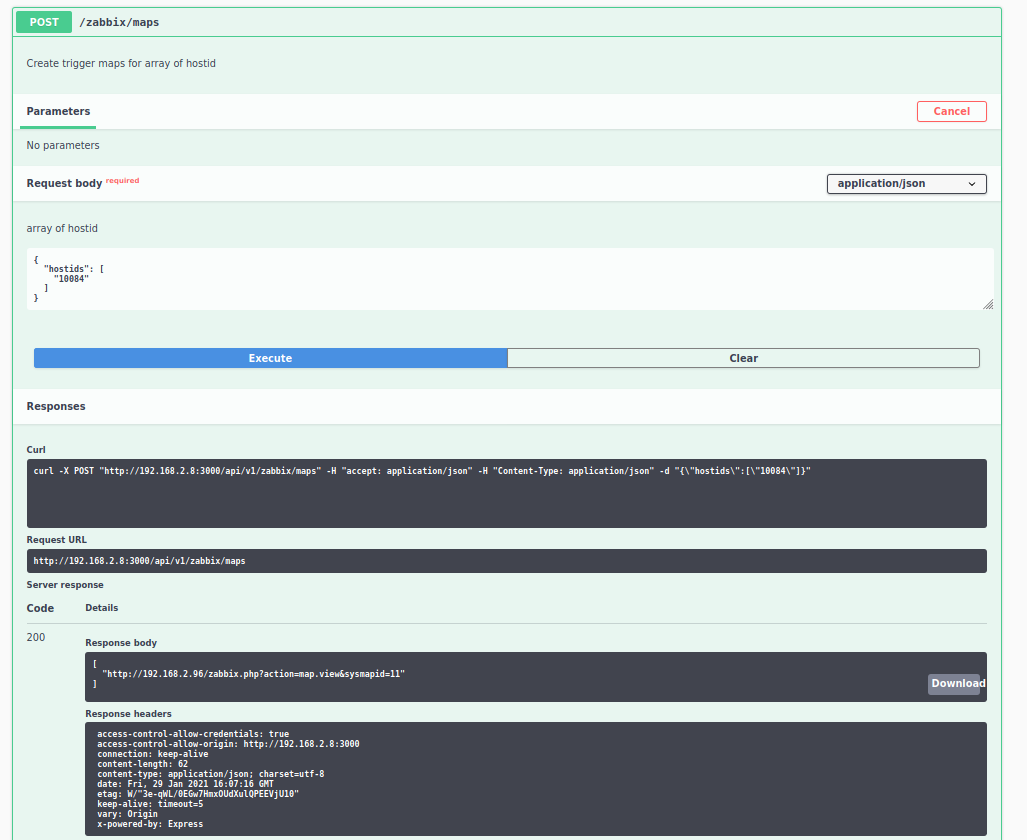 POST /zabbix/maps
Create trigger maps for array of hostid
Parameters
Cancel
No parameters
Request body required
application/json
array of hostid
{
  "hostids": [
    "10084"
  ]
}
Execute
Clear
Responses
Curl
curl -X POST "http://192.168.2.8:3000/api/v1/zabbix/maps" -H "accept: application/json" -H "Content-Type: application/json" -d "{\"hostids\":[\"10084\"]}"
Request URL
http://192.168.2.8:3000/api/v1/zabbix/maps
Server response
Code Details
200
Response body
[
  "http://192.168.2.96/zabbix.php?action=map.view&sysmapid=11"
]
Download
Response headers
access-control-allow-credentials: true
access-control-allow-origin: http://192.168.2.8:3000
connection: keep-alive
content-length: 62
content-type: application/json; charset=utf-8
date: Fri, 29 Jan 2021 16:07:16 GMT
etag: W/"3e-qWL/0EGw7HmxOUdXulQPEEVjU10"
keep-alive: timeout=5
vary: Origin
x-powered-by: Express